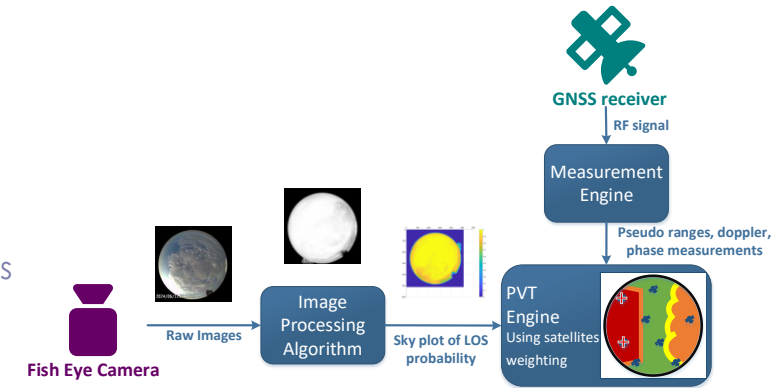 GNSS receiver
RF signal
Measurement
Engine
Pseudo ranges, doppler,
phase measurements
S
Fish Eye Camera
Raw Images
Image
Processing
Algorithm
Sky plot of LOS
probability
PVT
Engine
Using satellites
weighting